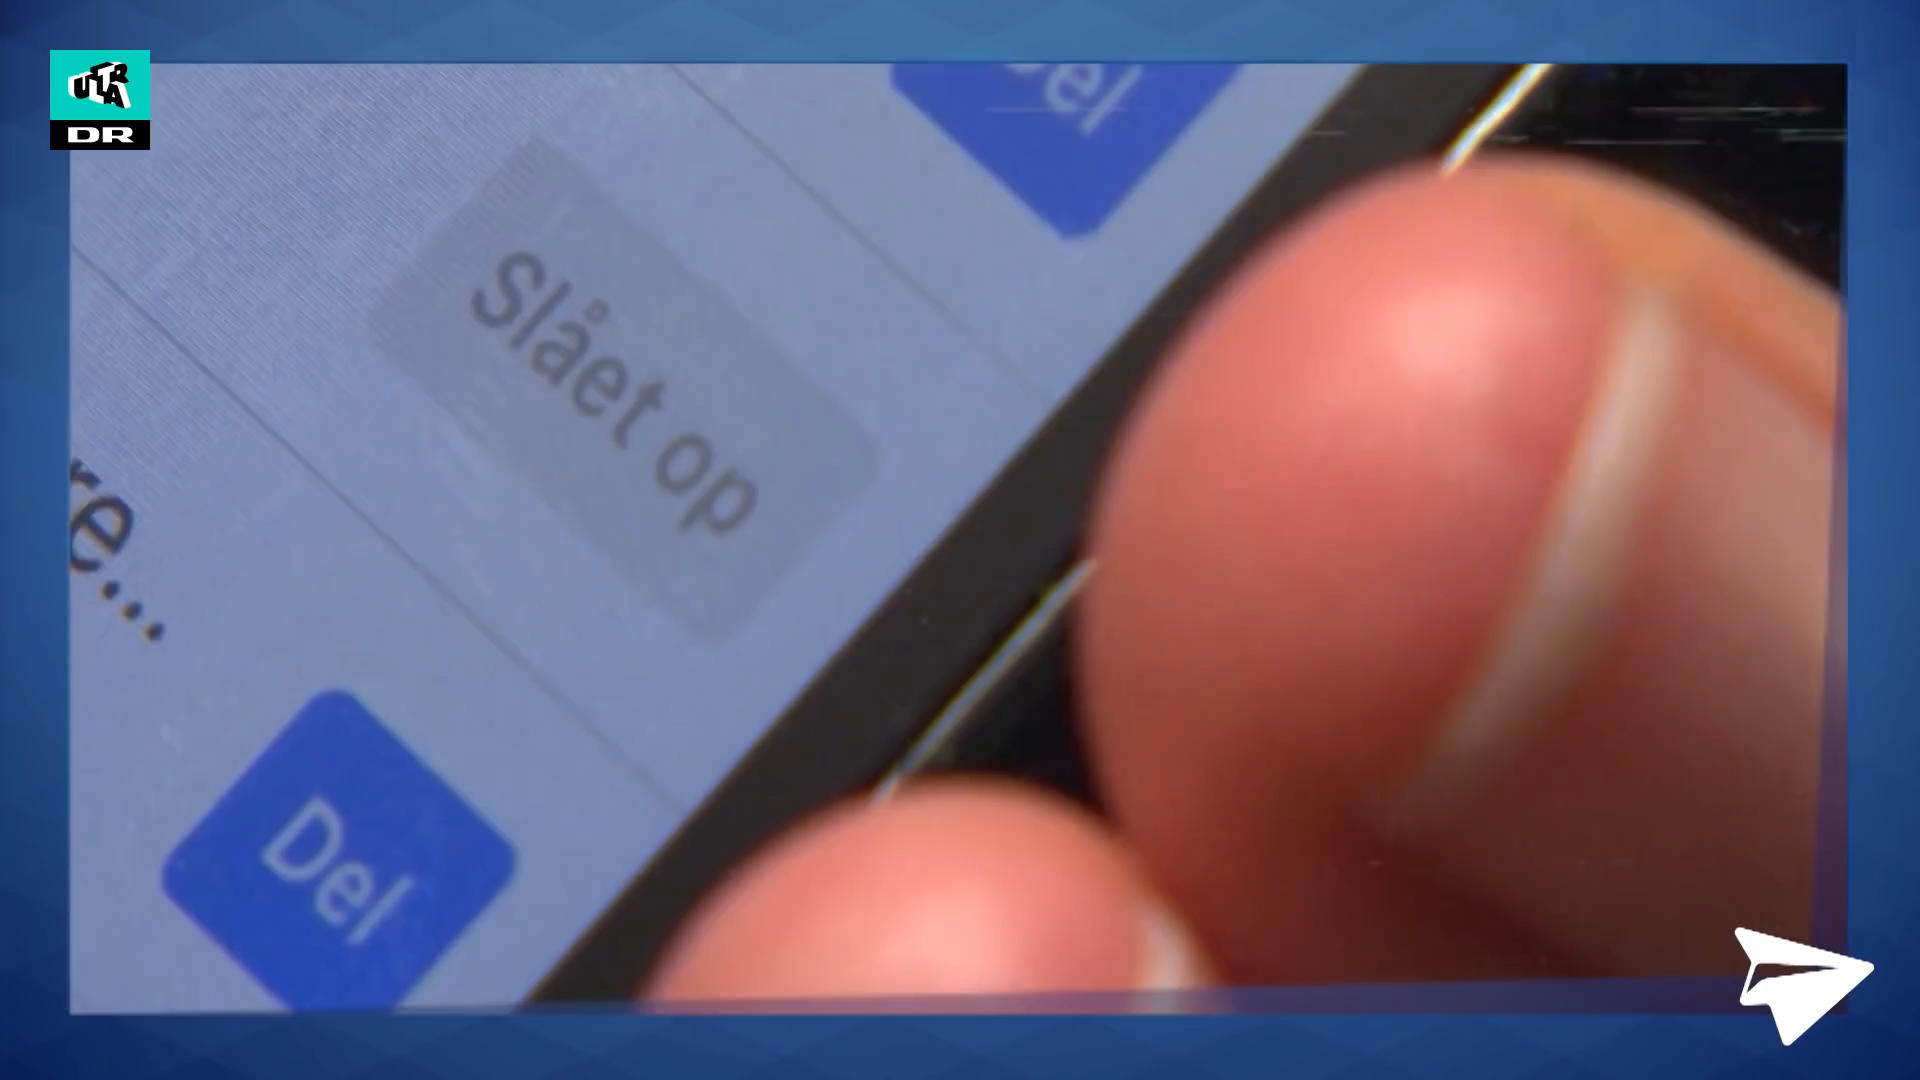 ULTRA
DR
Del
Slået op
re...
Del